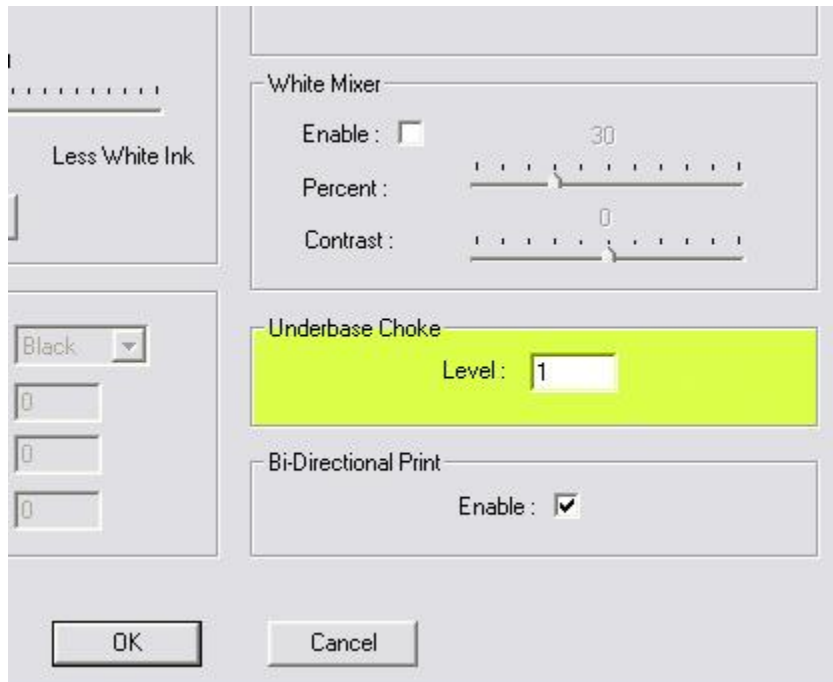 Less White Ink
Black
0
0
0
White Mixer
Enable :
30
Percent :
Contrast :
0
Underbase Choke
Level : 1
Bi-Directional Print
Enable :
OK
Cancel